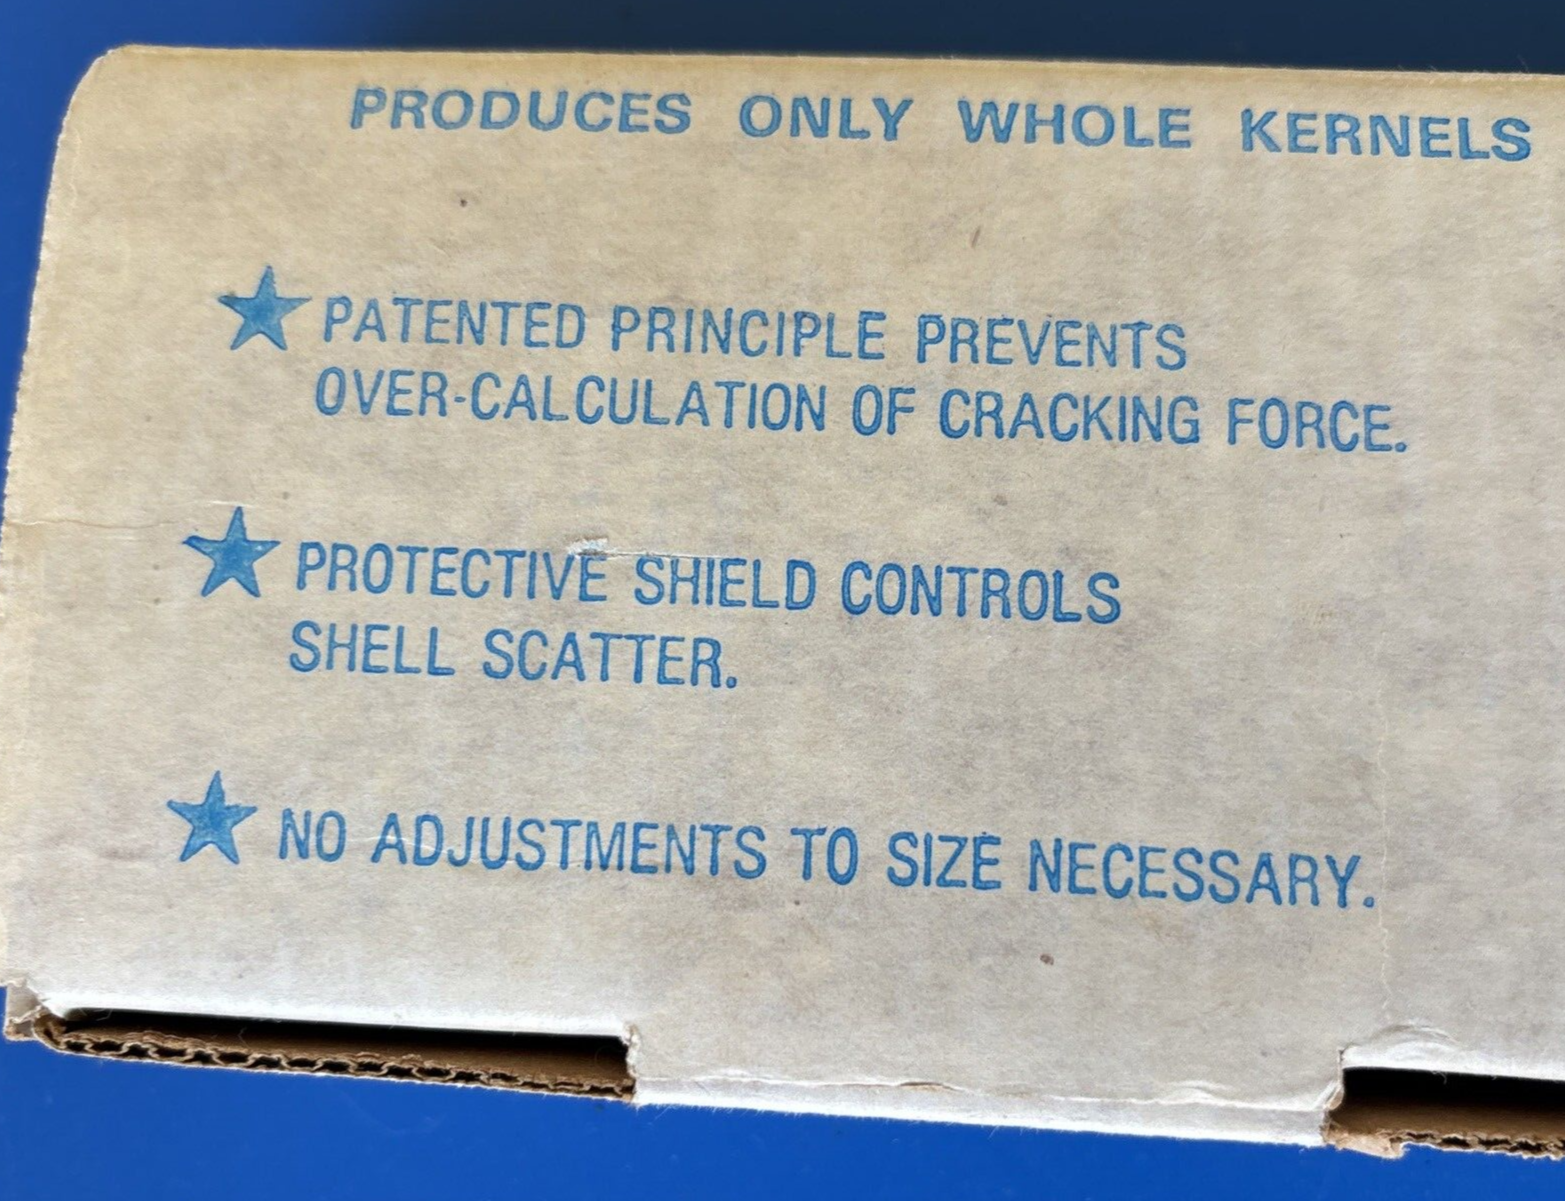 PRODUCES ONLY WHOLE KERNELS
★ PATENTED PRINCIPLE PREVENTS
OVER-CALCULATION OF CRACKING FORCE.
★ PROTECTIVE SHIELD CONTROLS
SHELL SCATTER.
★ NO ADJUSTMENTS TO SIZE NECESSARY.